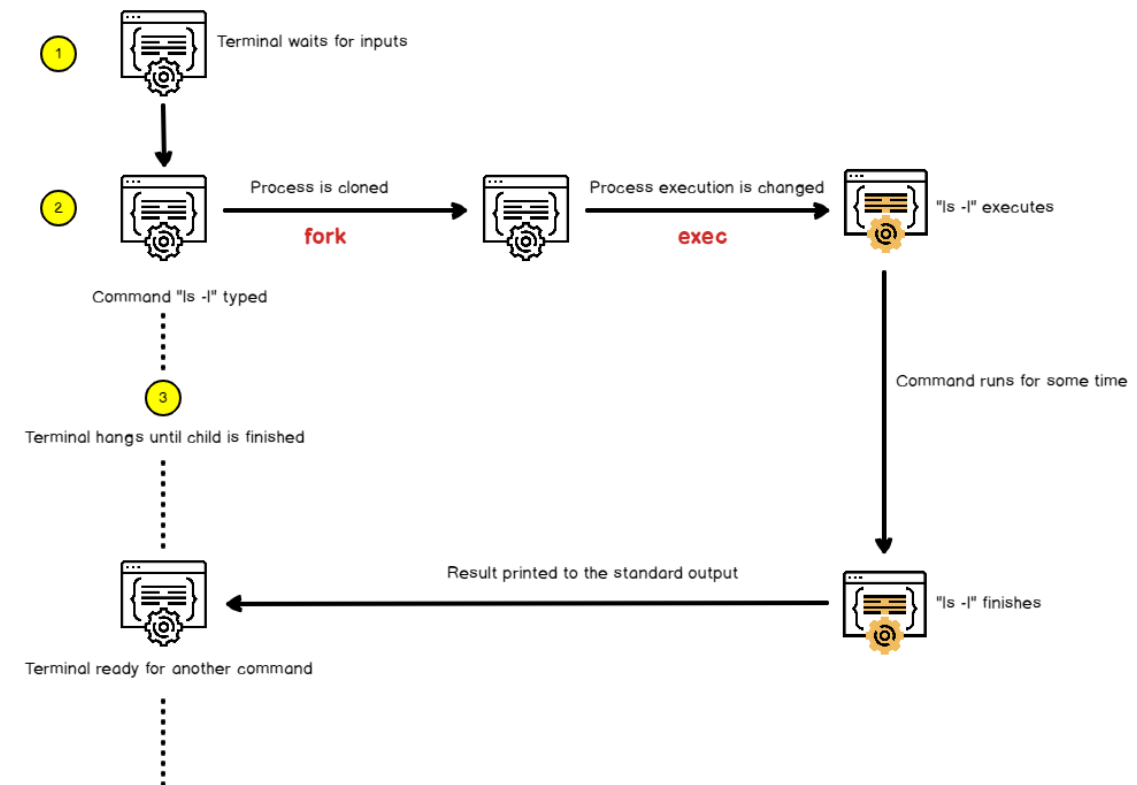 1
Terminal waits for inputs
2
Process is cloned
fork
Process execution is changed
exec
"ls -l" executes
Command "ls -l" typed
3
Command runs for some time
Terminal hangs until child is finished
Result printed to the standard output
"ls -l" finishes
Terminal ready for another command